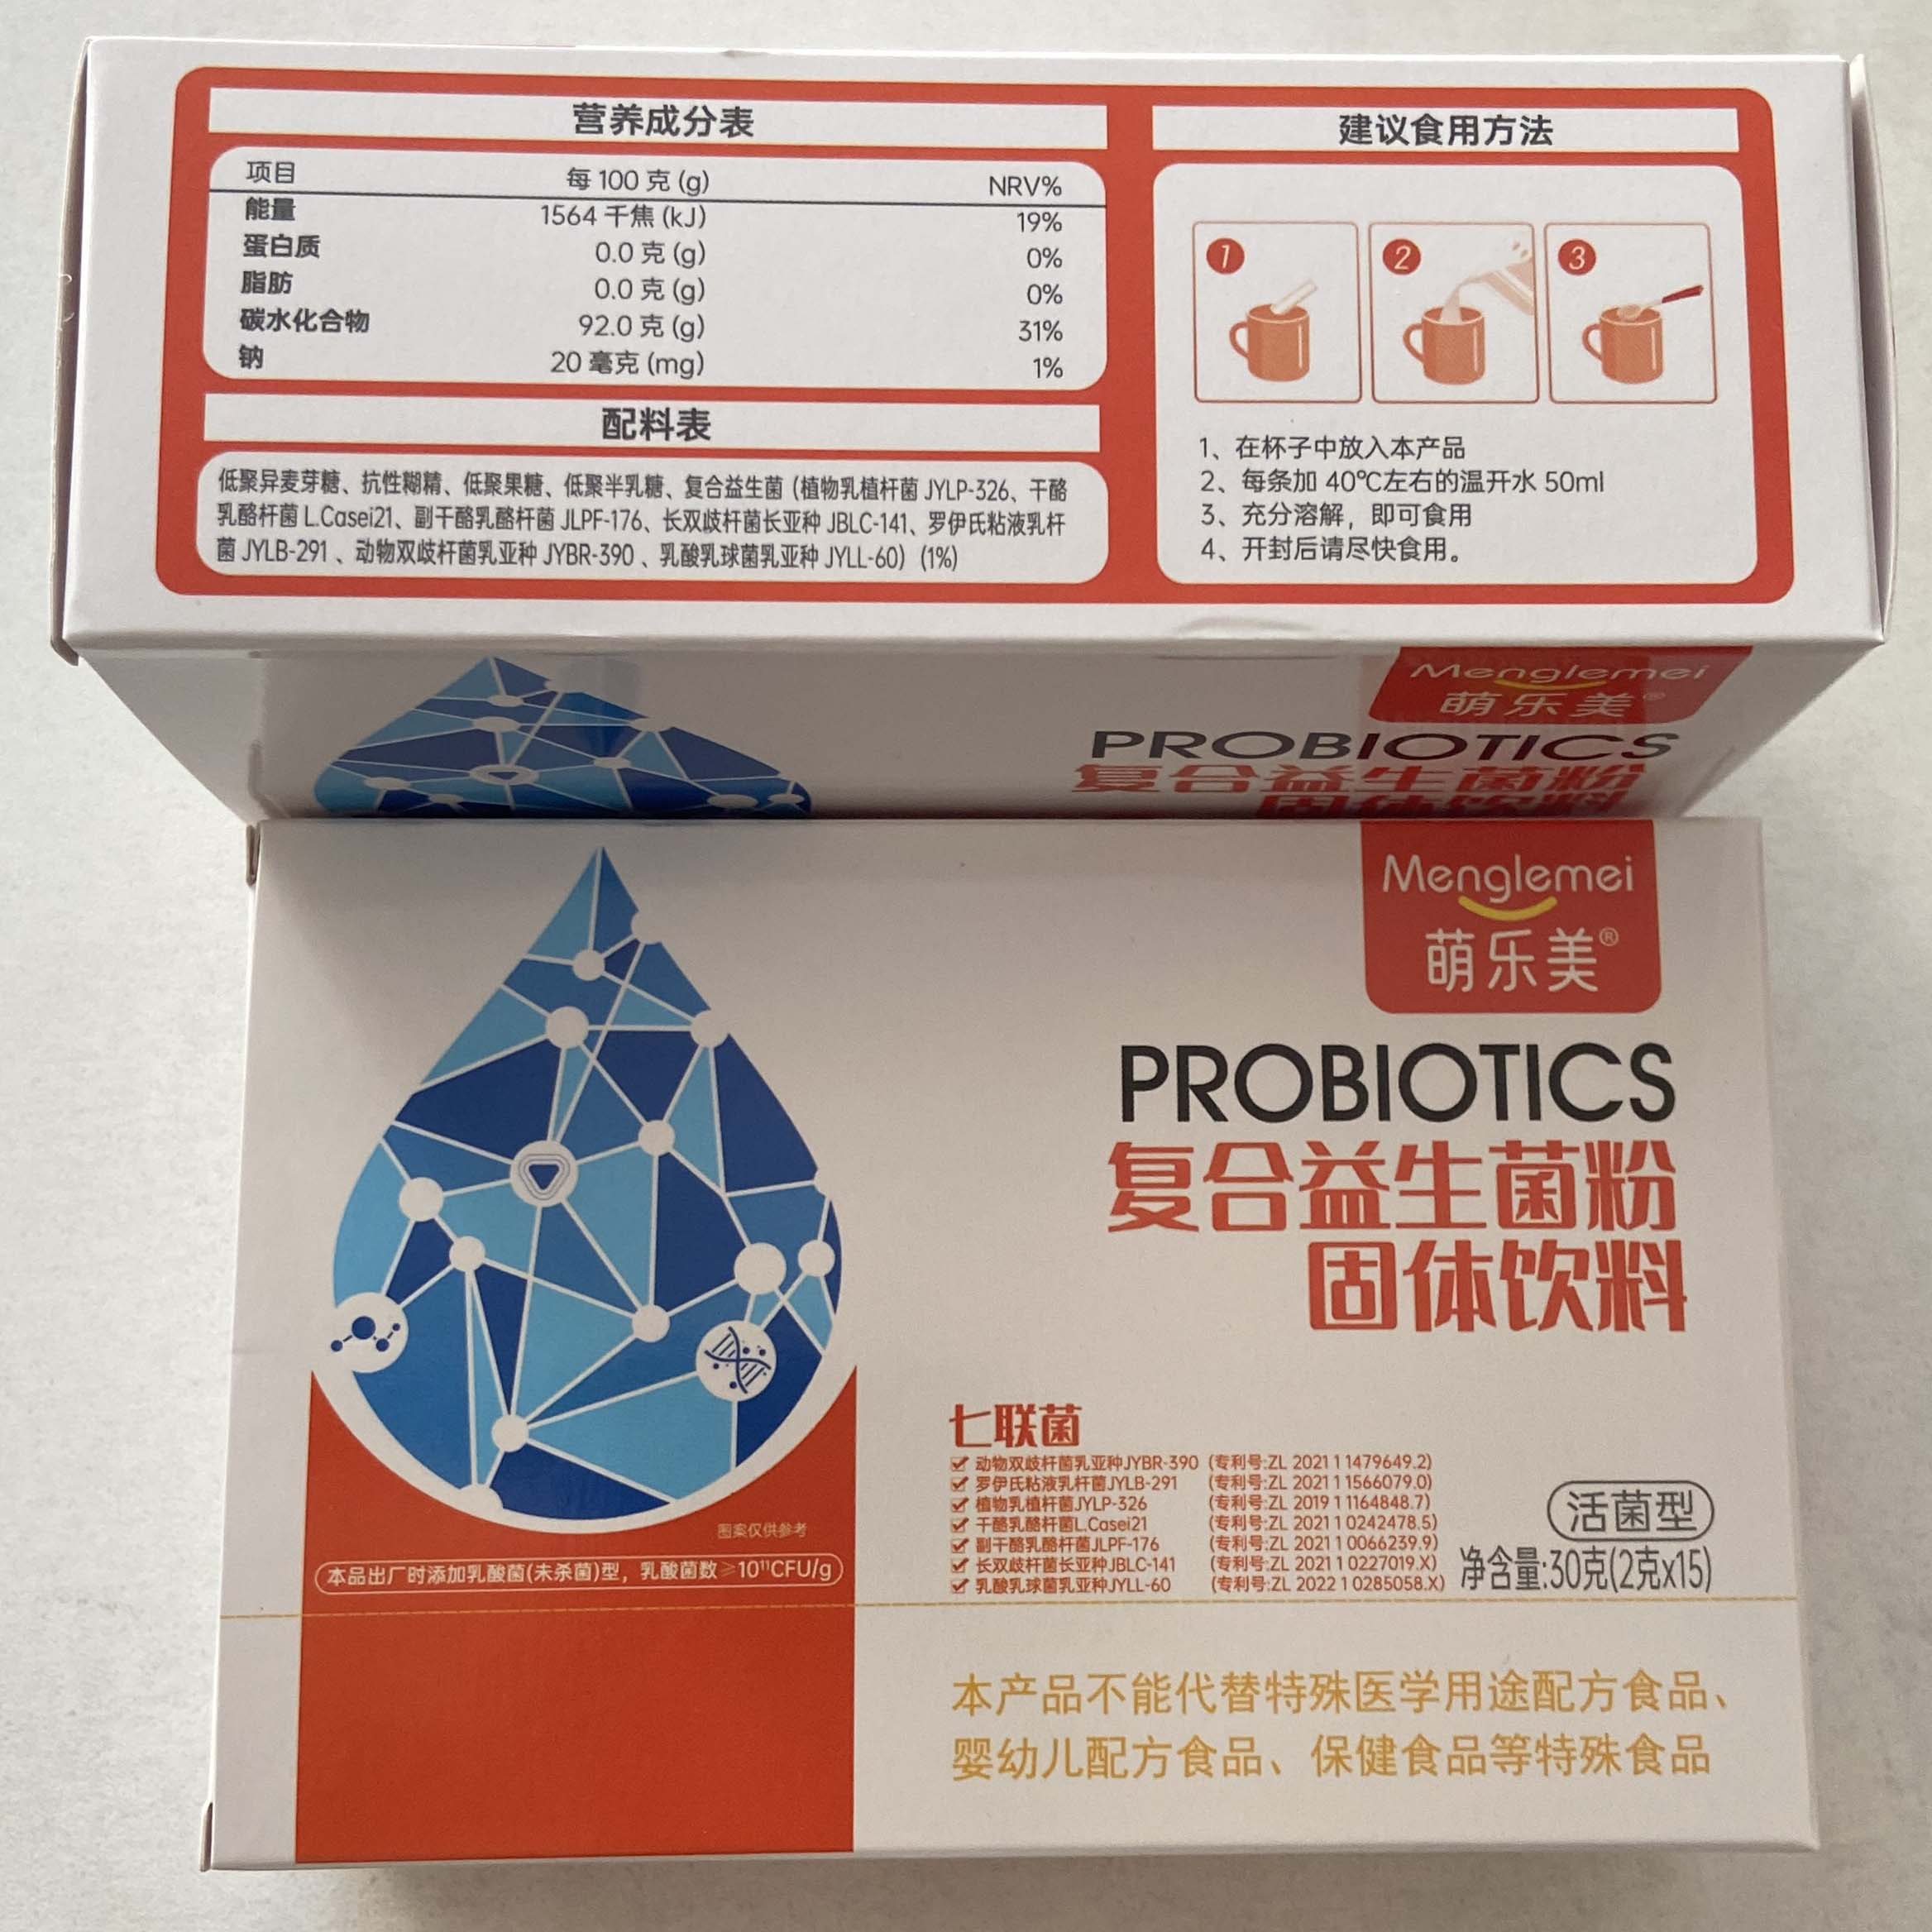 营养成分表
项目 每 100 克 (g) NRV%
能量 1564 千焦 (kJ) 19%
蛋白质 0.0 克 (g) 0%
脂肪 0.0 克 (g) 0%
碳水化合物 92.0 克 (g) 31%
钠 20 毫克 (mg) 1%
配料表
低聚异麦芽糖、抗性糊精、低聚果糖、低聚半乳糖、复合益生菌 (植物乳植杆菌 JYLP-326、干酪
乳酪杆菌 L.Casei21、副干酪乳酪杆菌 JLPF-176、长双歧杆菌长亚种 JBLC-141、罗伊氏粘液乳杆
菌 JYLB-291 、动物双歧杆菌乳亚种 JYBR-390 、乳酸乳球菌乳亚种 JYLL-60) (1%)
建议食用方法
1 2 3
1、在杯子中放入本产品
2、每条加 40℃左右的温开水 50ml
3、充分溶解，即可食用
4、开封后请尽快食用。
Menglemei
萌乐美®
PROBIOTICS
复合益生菌粉
固体饮料
Menglemei
萌乐美®
PROBIOTICS
复合益生菌粉
固体饮料
七联菌
动物双歧杆菌乳亚种JYBR-390 (专利号:ZL 2021 1 1479649.2)
罗伊氏粘液乳杆菌JYLB-291 (专利号:ZL 2021 1 1566079.0)
植物乳植杆菌JYLP-326 (专利号:ZL 2019 1 1164848.7)
干酪乳酪杆菌L.Casei21 (专利号:ZL 2021 1 0242478.5)
副干酪乳酪杆菌JLPF-176 (专利号:ZL 2021 1 0066239.9)
长双歧杆菌长亚种JBLC-141 (专利号:ZL 2021 1 0227019.X)
乳酸乳球菌乳亚种JYLL-60 (专利号:ZL 2022 1 0285058.X)
活菌型
净含量:30克(2克x15)
图案仅供参考
本品出厂时添加乳酸菌(未杀菌)型，乳酸菌数≥10¹¹CFU/g
本产品不能代替特殊医学用途配方食品、
婴幼儿配方食品、保健食品等特殊食品